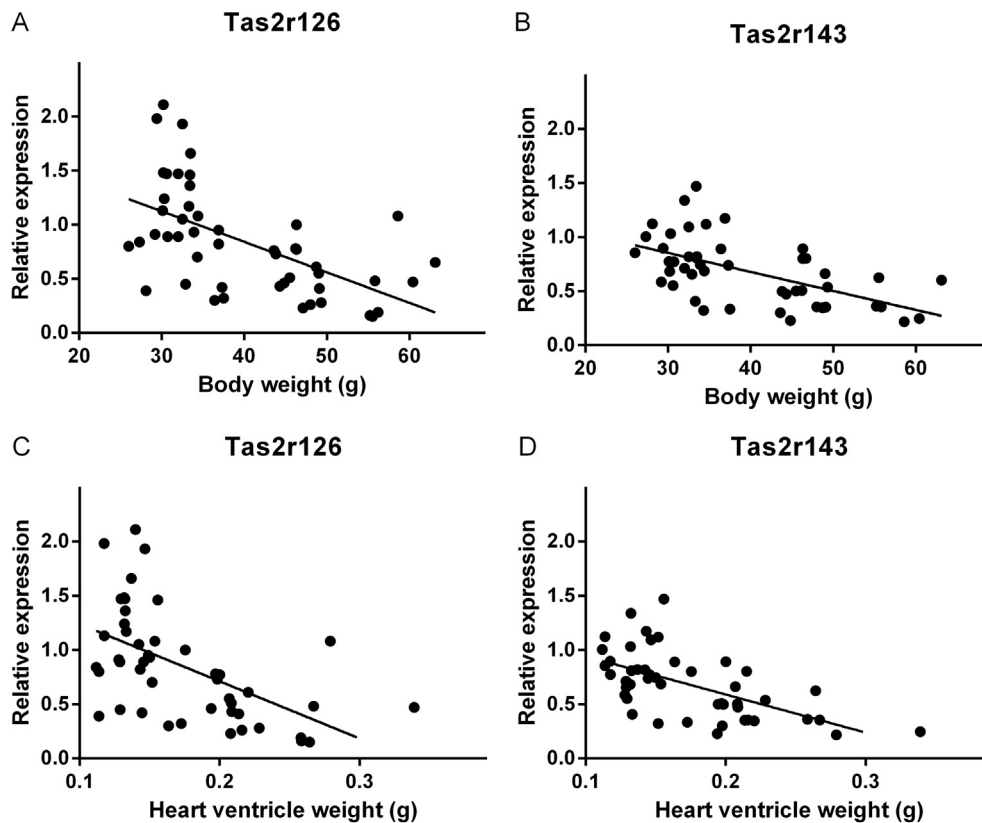 A
Tas2r126
Relative expression
2.0
1.5
1.0
0.5
0.0
20
30
40
50
60
Body weight (g)
B
Tas2r143
Relative expression
2.0
1.5
1.0
0.5
0.0
20
30
40
50
60
Body weight (g)
C
Tas2r126
Relative expression
2.0
1.5
1.0
0.5
0.0
0.1
0.2
0.3
Heart ventricle weight (g)
D
Tas2r143
Relative expression
2.0
1.5
1.0
0.5
0.0
0.1
0.2
0.3
Heart ventricle weight (g)